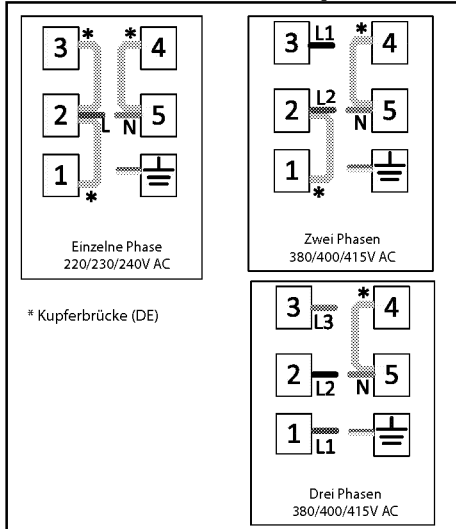 * *
3 4
2 L N 5
1
*
Einzelne Phase
220/230/240V AC
* Kupferbrücke (DE)
L1 *
3 4
L2
2 N 5
1
*
Zwei Phasen
380/400/415V AC
*
3 4
L3
2 L2 N 5
1 L1
Drei Phasen
380/400/415V AC